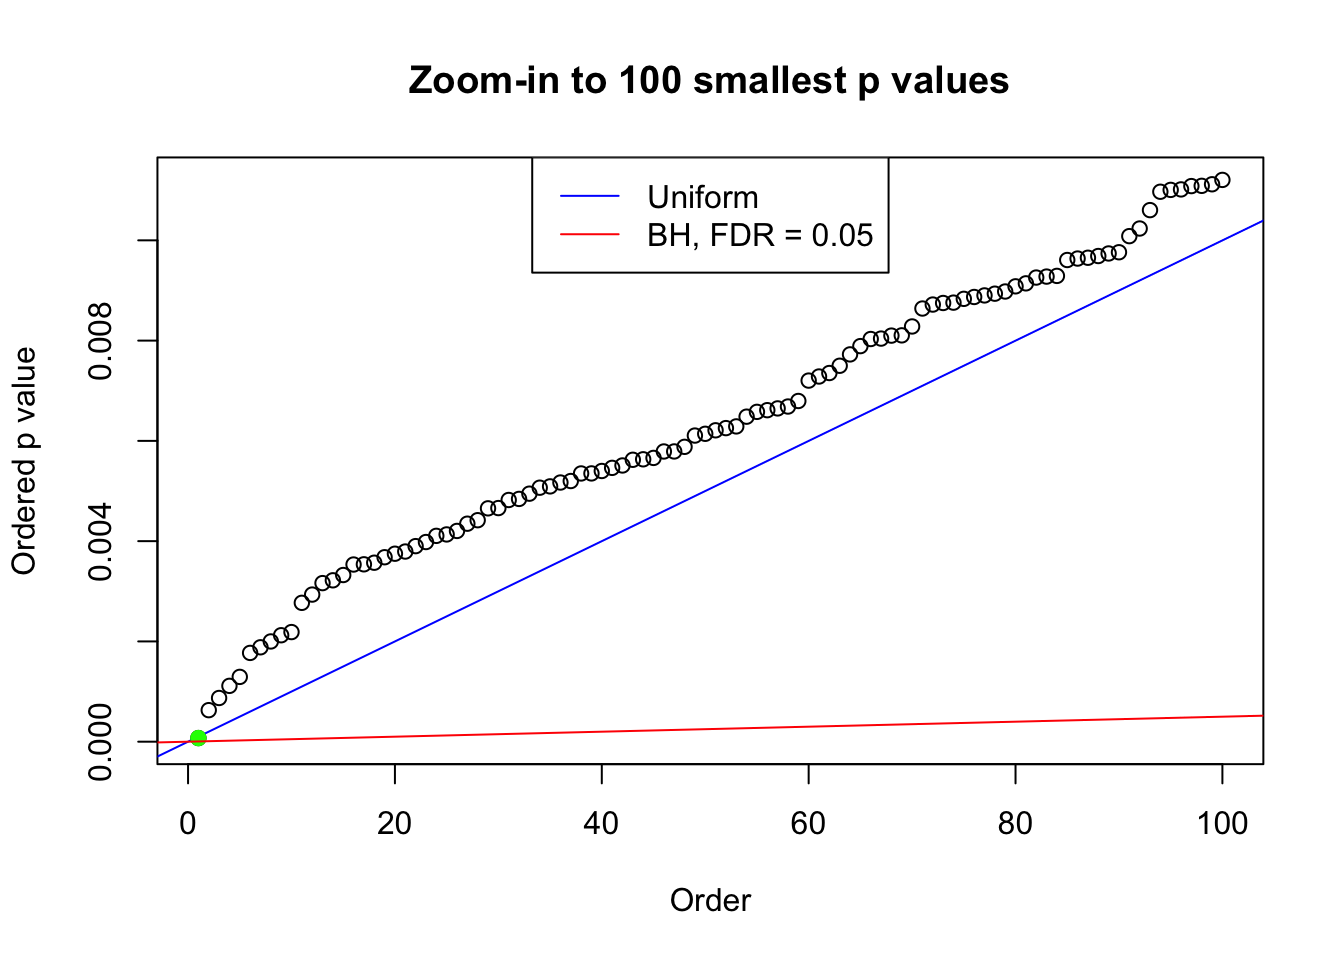 Zoom-in to 100 smallest p values
Uniform
BH, FDR = 0.05
Ordered p value
0.008
0.004
0.000
0 20 40 60 80 100
Order